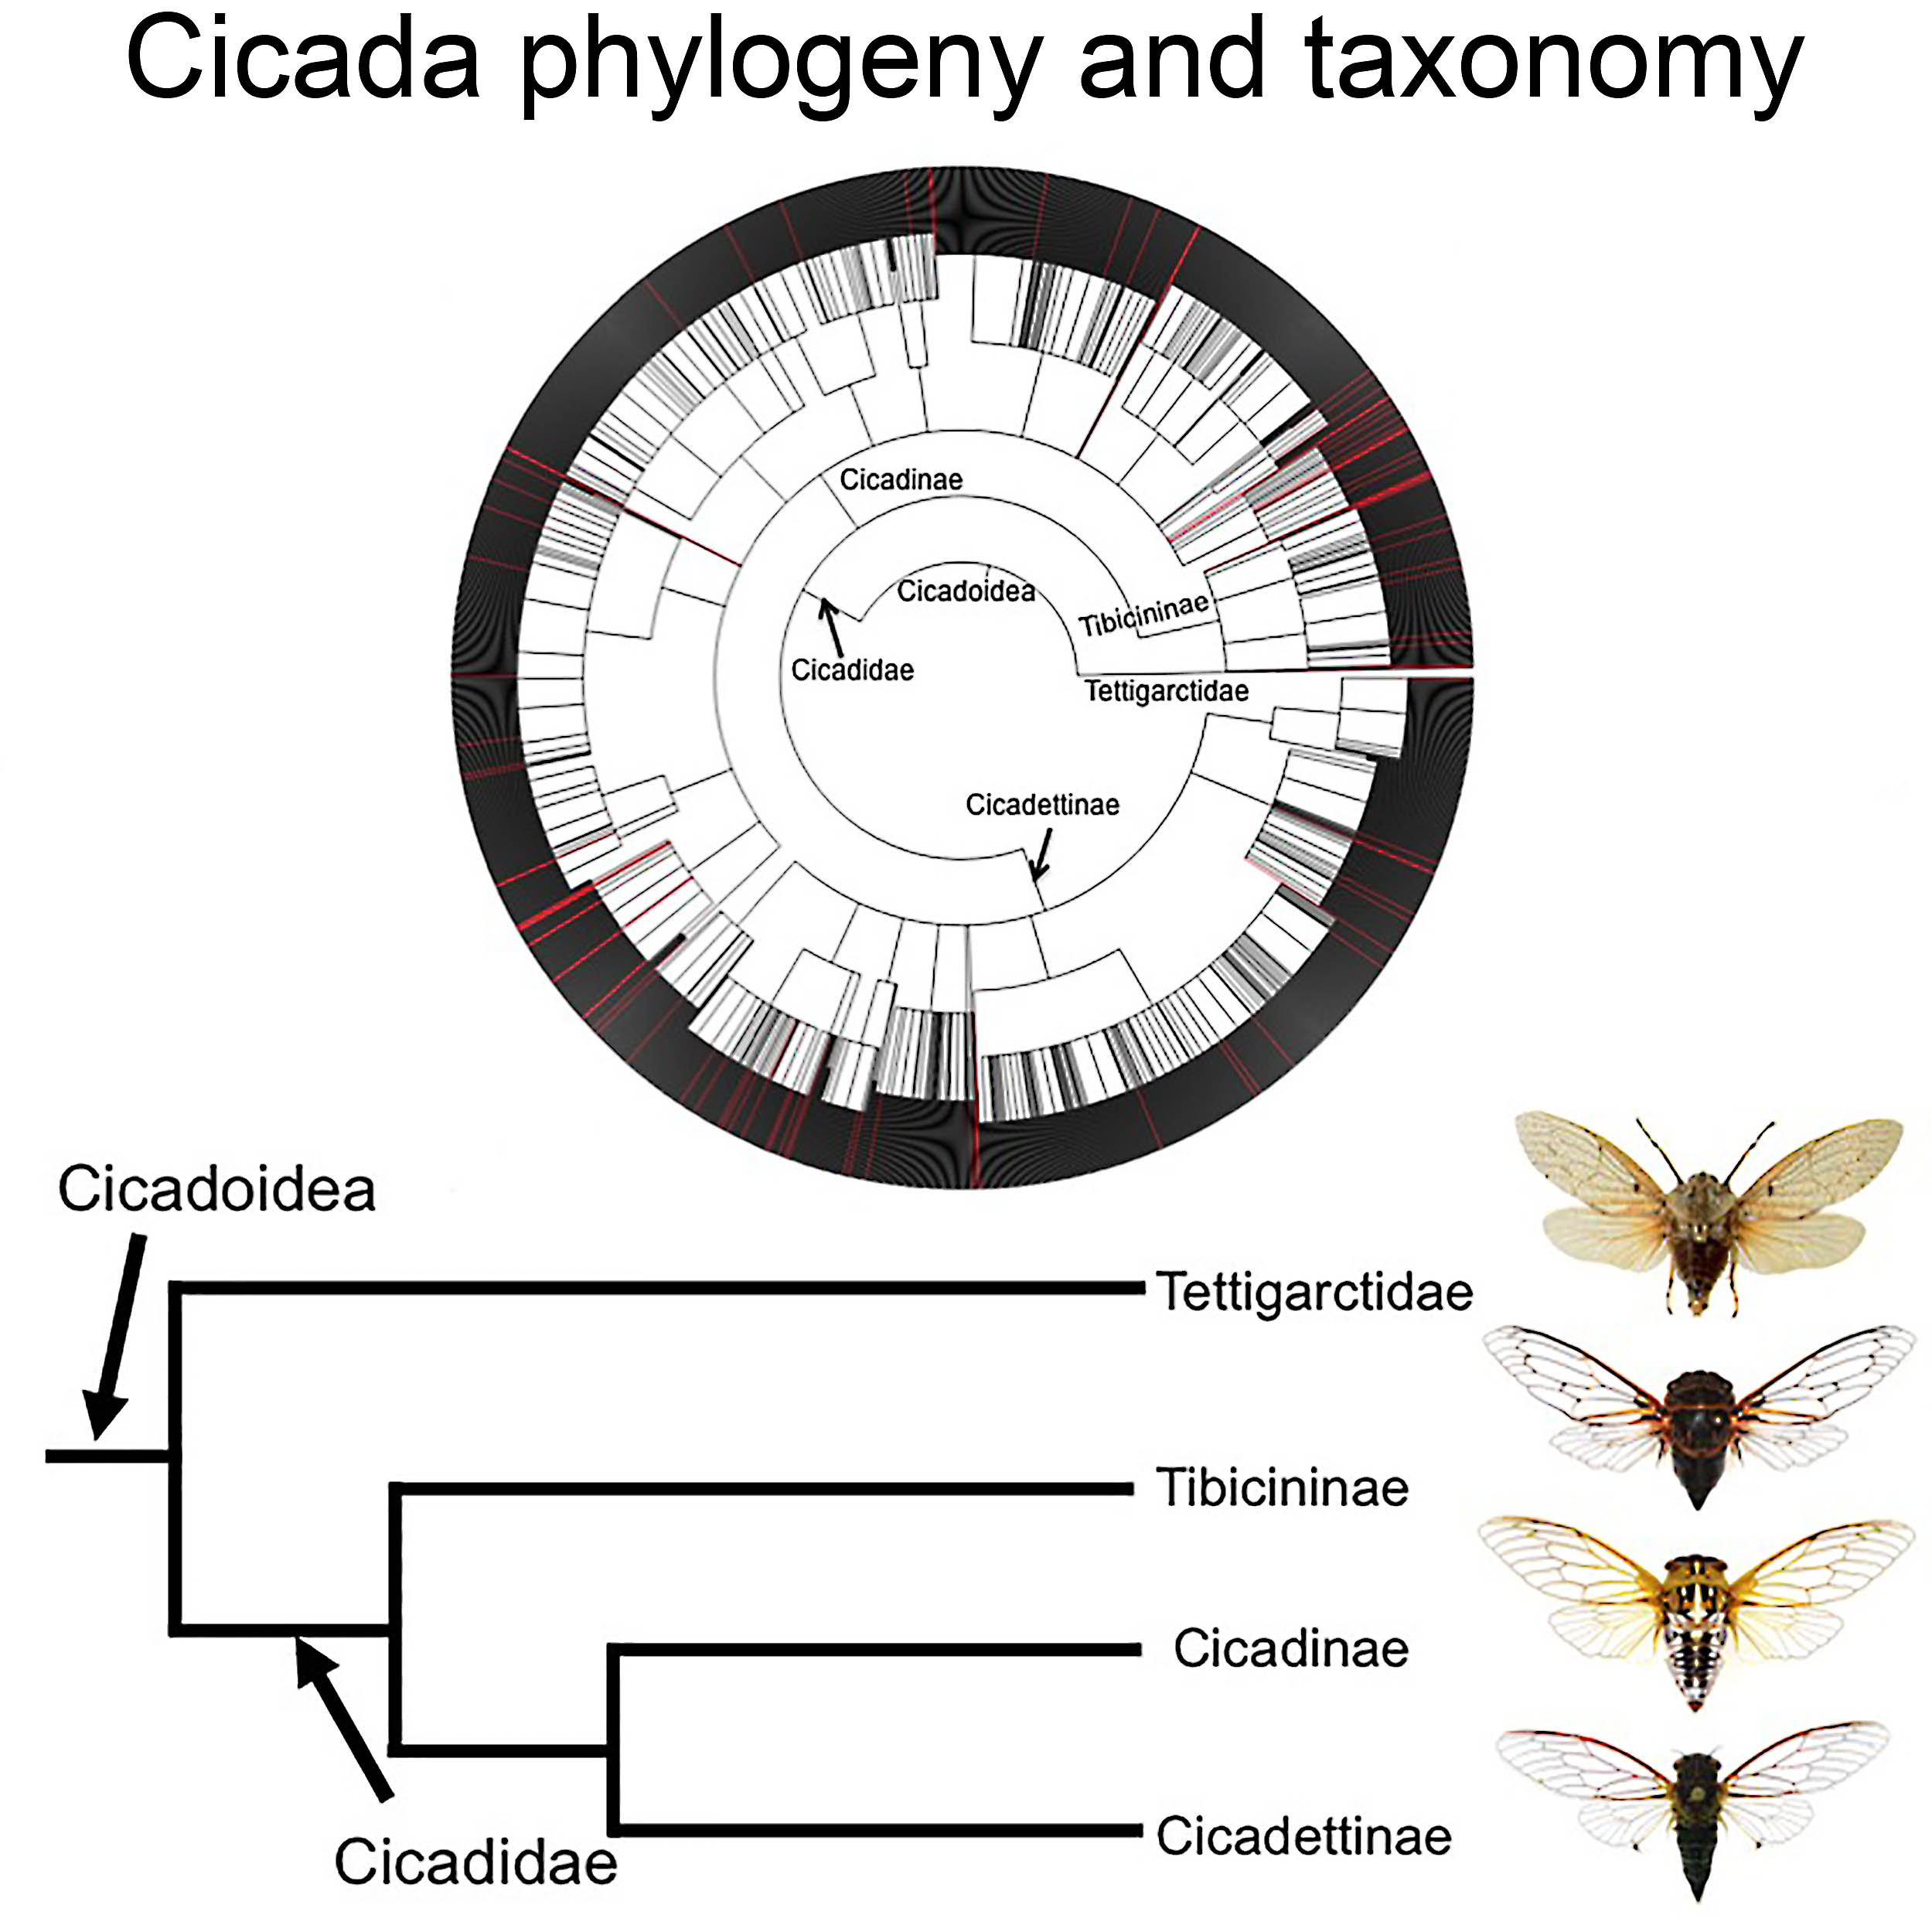 Cicada phylogeny and taxonomy
Cicadinae
Cicadoidea
Tibicininae
Cicadidae
Tettigarctidae
Cicadettinae
Cicadoidea
Tettigarctidae
Tibicininae
Cicadinae
Cicadettinae
Cicadidae